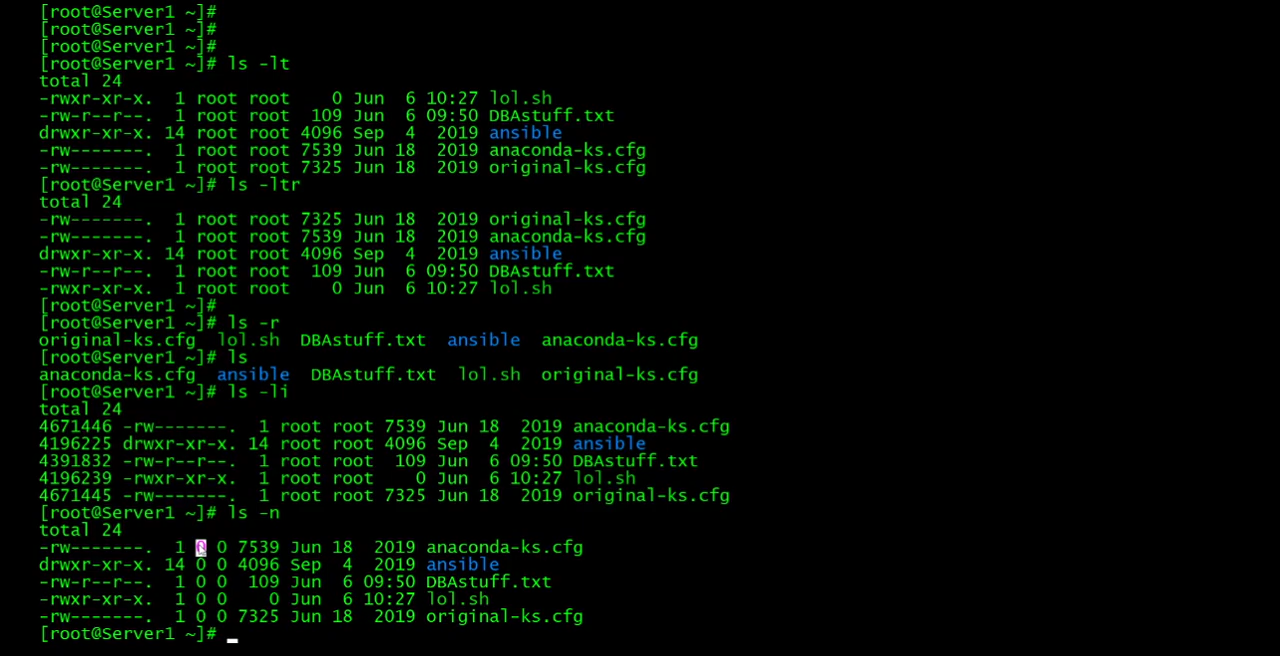 [root@Server1 ~]#
[root@Server1 ~]#
[root@Server1 ~]#
[root@Server1 ~]# ls -lt
total 24
-rwxr-xr-x.  1 root root    0 Jun  6 10:27 lol.sh
-rw-r--r--.  1 root root  109 Jun  6 09:50 DBAstuff.txt
drwxr-xr-x. 14 root root 4096 Sep  4  2019 ansible
-rw-------.  1 root root 7539 Jun 18  2019 anaconda-ks.cfg
-rw-------.  1 root root 7325 Jun 18  2019 original-ks.cfg
[root@Server1 ~]# ls -ltr
total 24
-rw-------.  1 root root 7325 Jun 18  2019 original-ks.cfg
-rw-------.  1 root root 7539 Jun 18  2019 anaconda-ks.cfg
drwxr-xr-x. 14 root root 4096 Sep  4  2019 ansible
-rw-r--r--.  1 root root  109 Jun  6 09:50 DBAstuff.txt
-rwxr-xr-x.  1 root root    0 Jun  6 10:27 lol.sh
[root@Server1 ~]#
[root@Server1 ~]# ls -r
original-ks.cfg  lol.sh  DBAstuff.txt  ansible  anaconda-ks.cfg
[root@Server1 ~]# ls
anaconda-ks.cfg  ansible  DBAstuff.txt  lol.sh  original-ks.cfg
[root@Server1 ~]# ls -li
total 24
4671446 -rw-------.  1 root root 7539 Jun 18  2019 anaconda-ks.cfg
4196225 drwxr-xr-x. 14 root root 4096 Sep  4  2019 ansible
4391832 -rw-r--r--.  1 root root  109 Jun  6 09:50 DBAstuff.txt
4196239 -rwxr-xr-x.  1 root root    0 Jun  6 10:27 lol.sh
4671445 -rw-------.  1 root root 7325 Jun 18  2019 original-ks.cfg
[root@Server1 ~]# ls -n
total 24
-rw-------.  1 0 0 7539 Jun 18  2019 anaconda-ks.cfg
drwxr-xr-x. 14 0 0 4096 Sep  4  2019 ansible
-rw-r--r--.  1 0 0  109 Jun  6 09:50 DBAstuff.txt
-rwxr-xr-x.  1 0 0    0 Jun  6 10:27 lol.sh
-rw-------.  1 0 0 7325 Jun 18  2019 original-ks.cfg
[root@Server1 ~]#